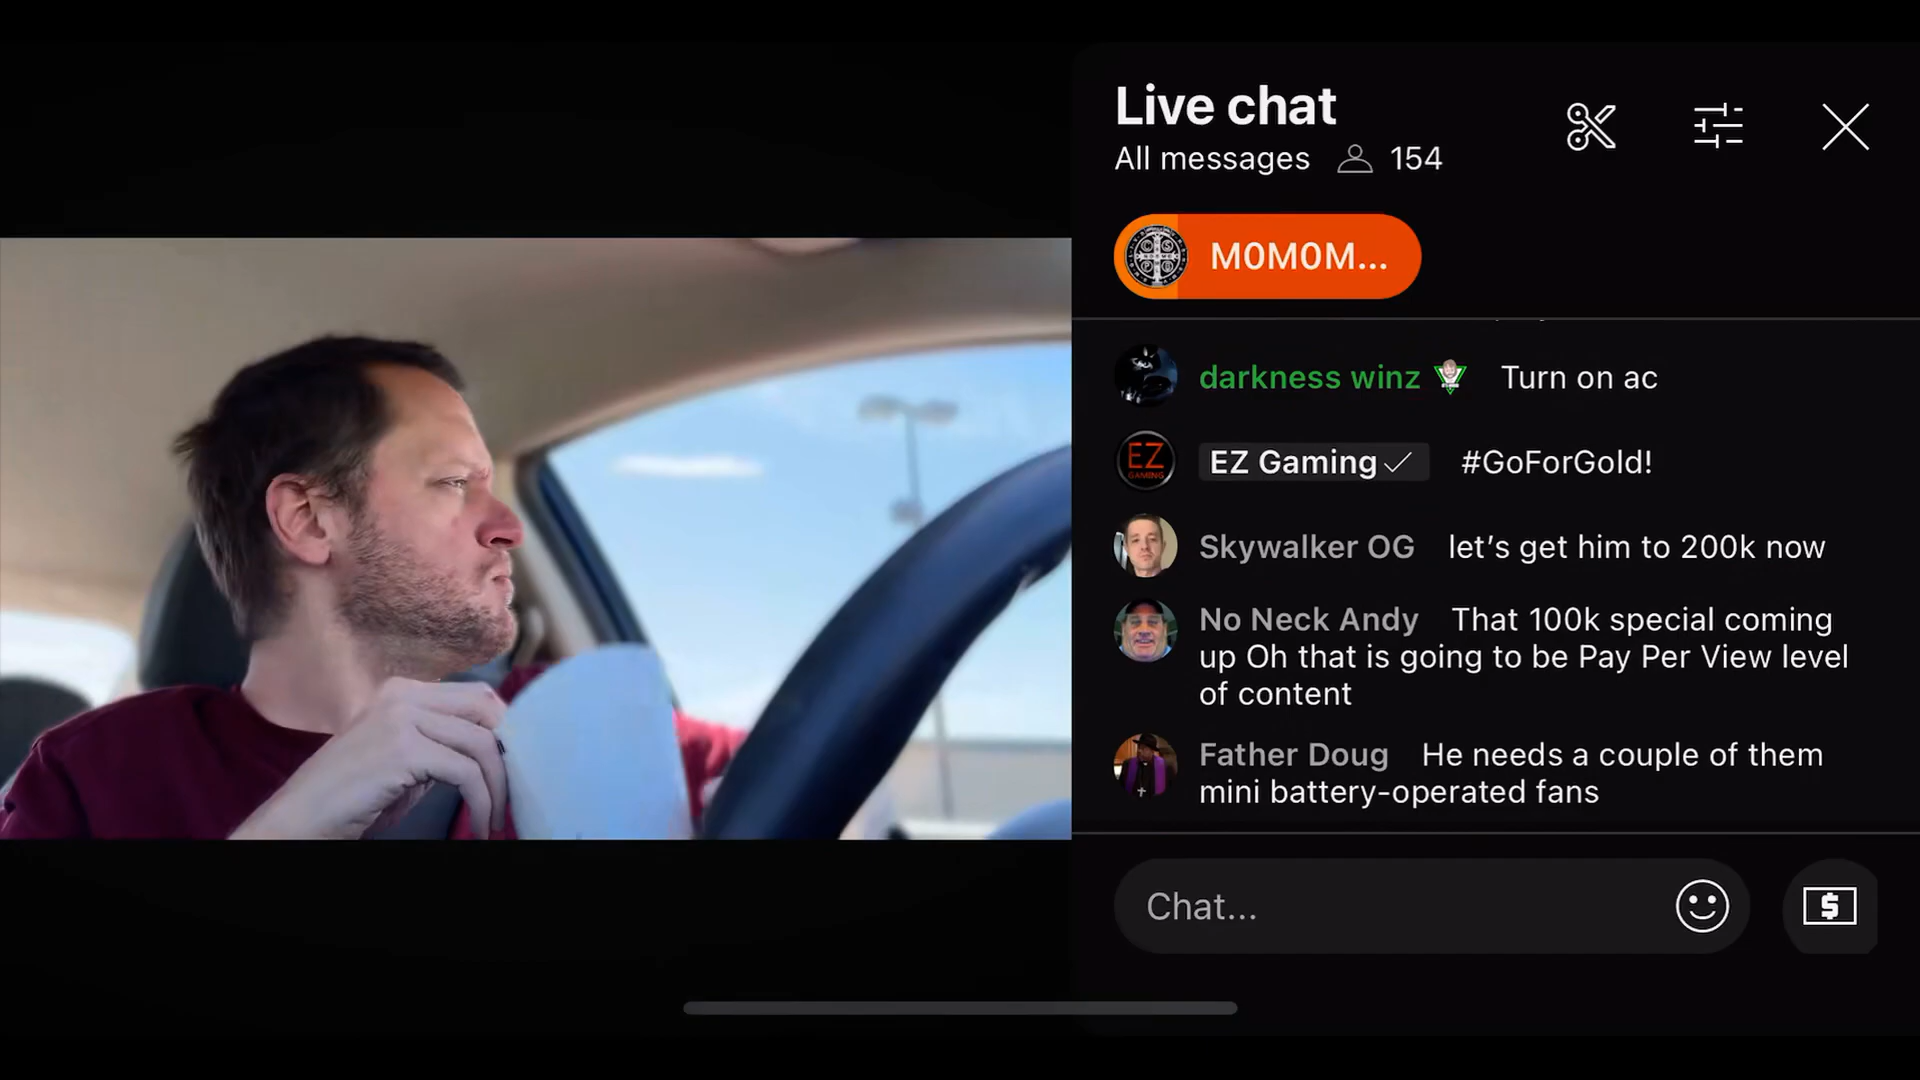 Live chat
All messages 154
M0M0M...
darkness winz Turn on ac
EZ GAMING
EZ Gaming #GoForGold!
Skywalker OG let’s get him to 200k now
No Neck Andy That 100k special coming
up Oh that is going to be Pay Per View level
of content
Father Doug He needs a couple of them
mini battery-operated fans
Chat...
$